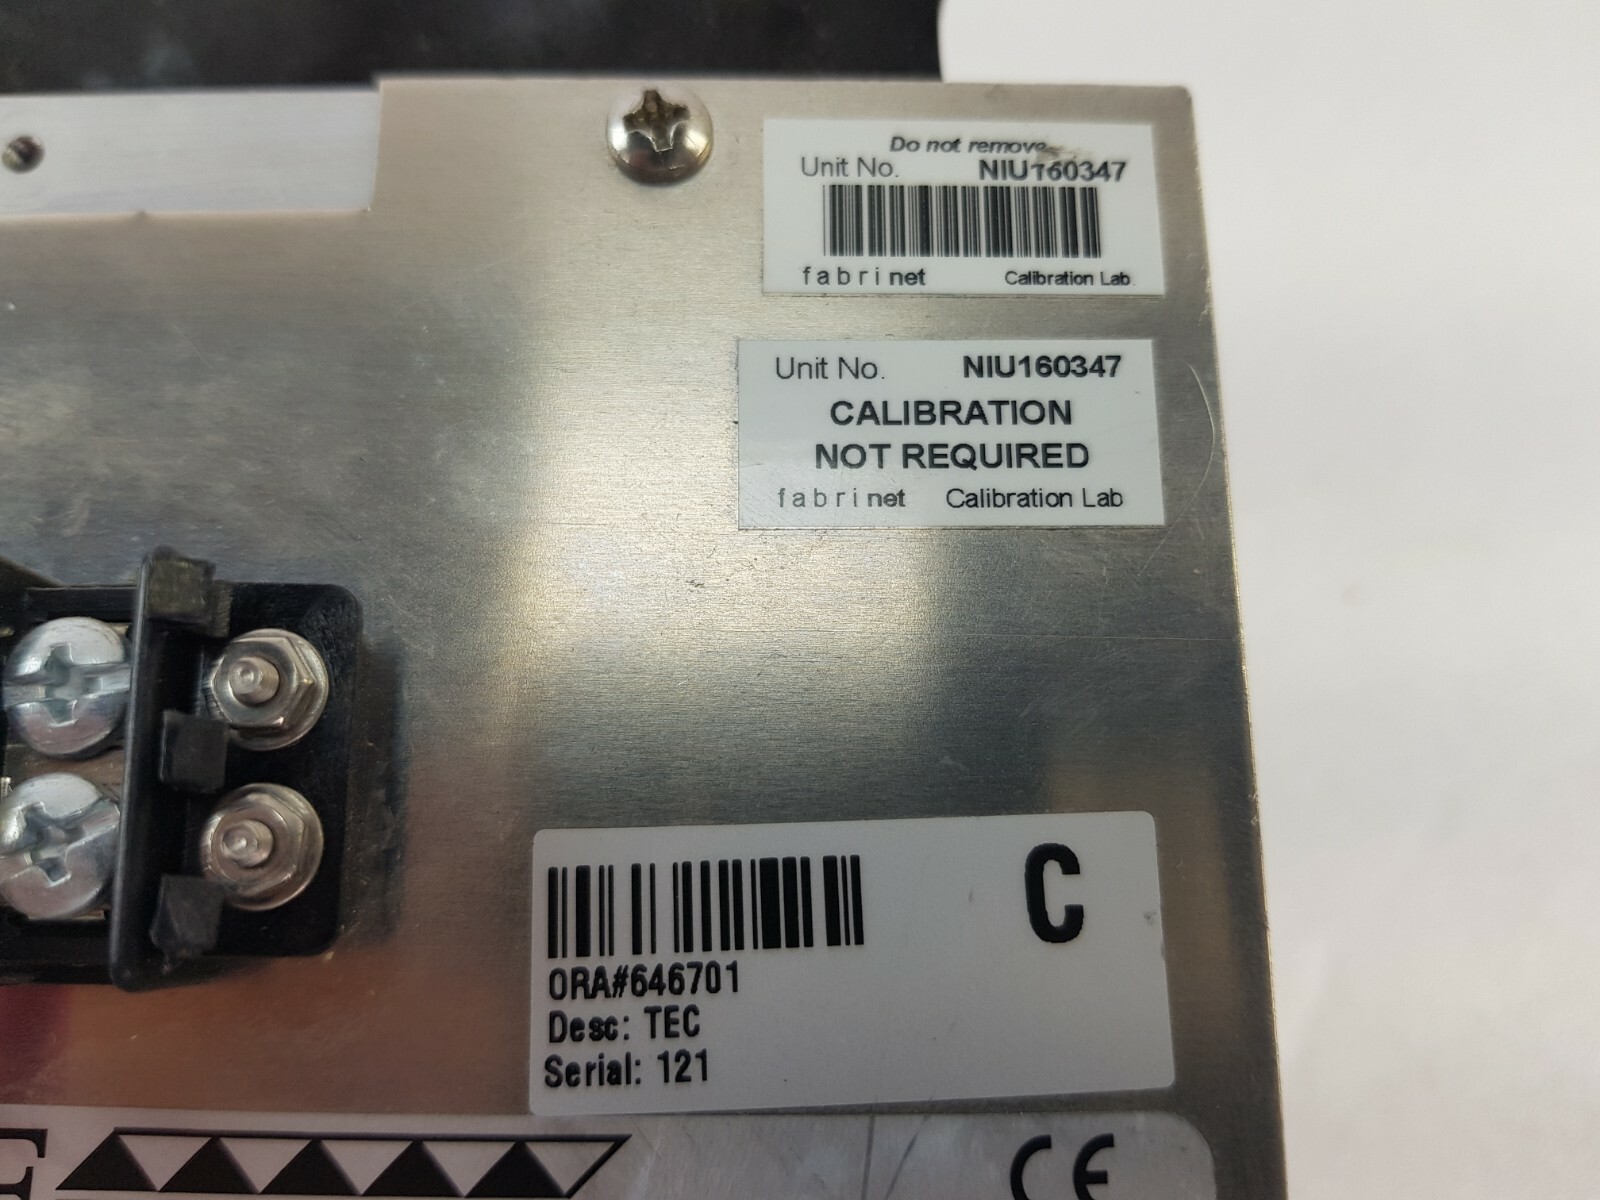 Do not remove
Unit No. NIU160347
fabrinet Calibration Lab.
Unit No. NIU160347
CALIBRATION
NOT REQUIRED
fabrinet Calibration Lab
C
ORA#646701
Desc: TEC
Serial: 121
CE